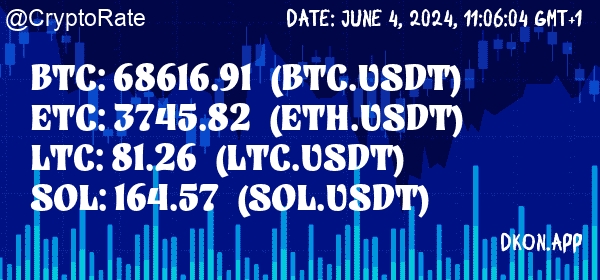 @CryptoRate
DATE: JUNE 4, 2024, 11:06:04 GMT+1
BTC: 68616.91 (BTC.USDT)
ETC: 3745.82 (ETH.USDT)
LTC: 81.26 (LTC.USDT)
SOL: 164.57 (SOL.USDT)
DKON.APP